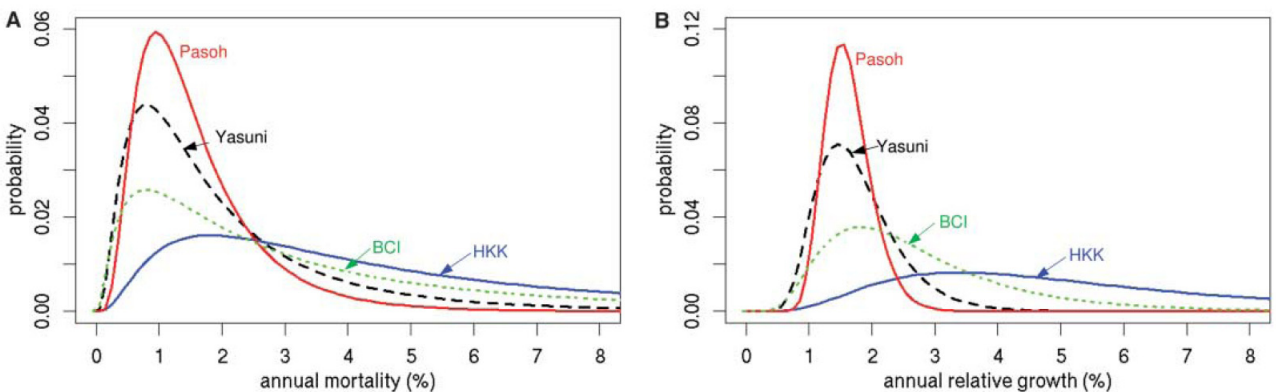 A
probability
0.00 0.02 0.04 0.06
Pasoh
Yasuni
BCI
HKK
0 1 2 3 4 5 6 7 8
annual mortality (%)
B
probability
0.00 0.04 0.08 0.12
Pasoh
Yasuni
BCI
HKK
0 1 2 3 4 5 6 7 8
annual relative growth (%)